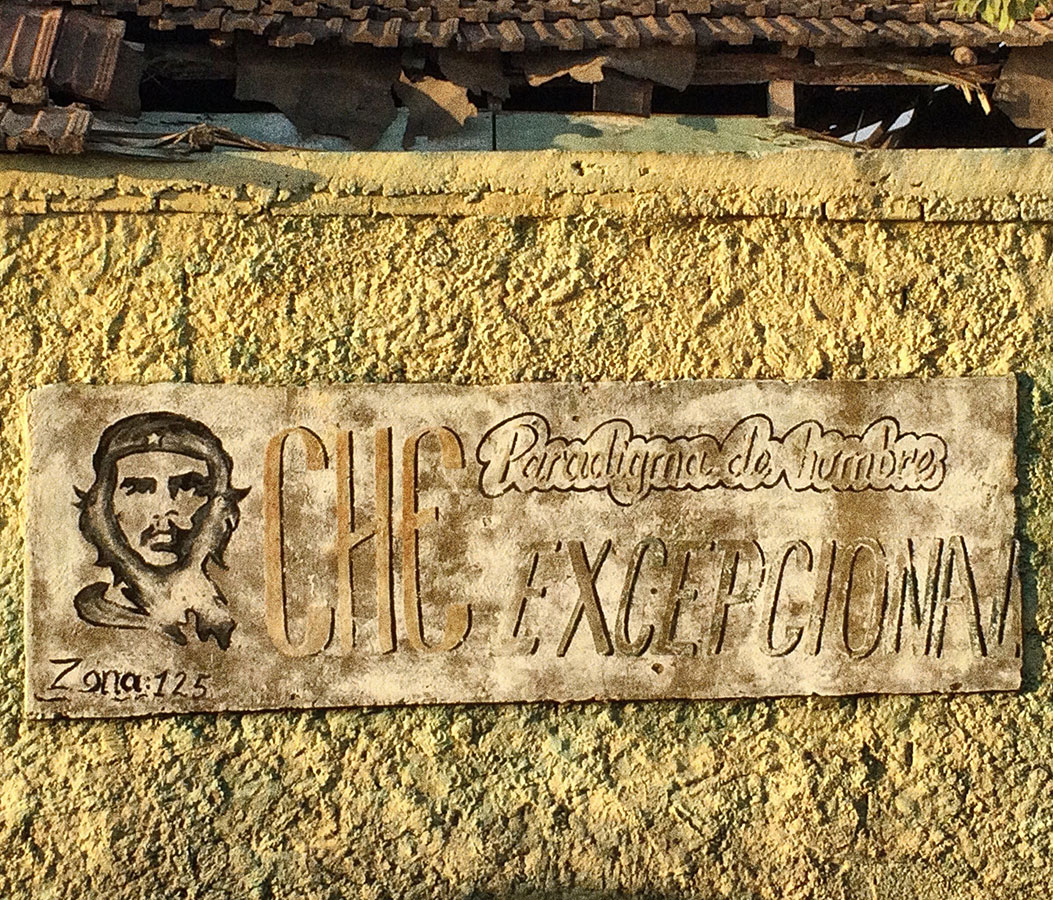 CHE
Paradigma de hombre
EXCEPCIONAL
Zona: 125